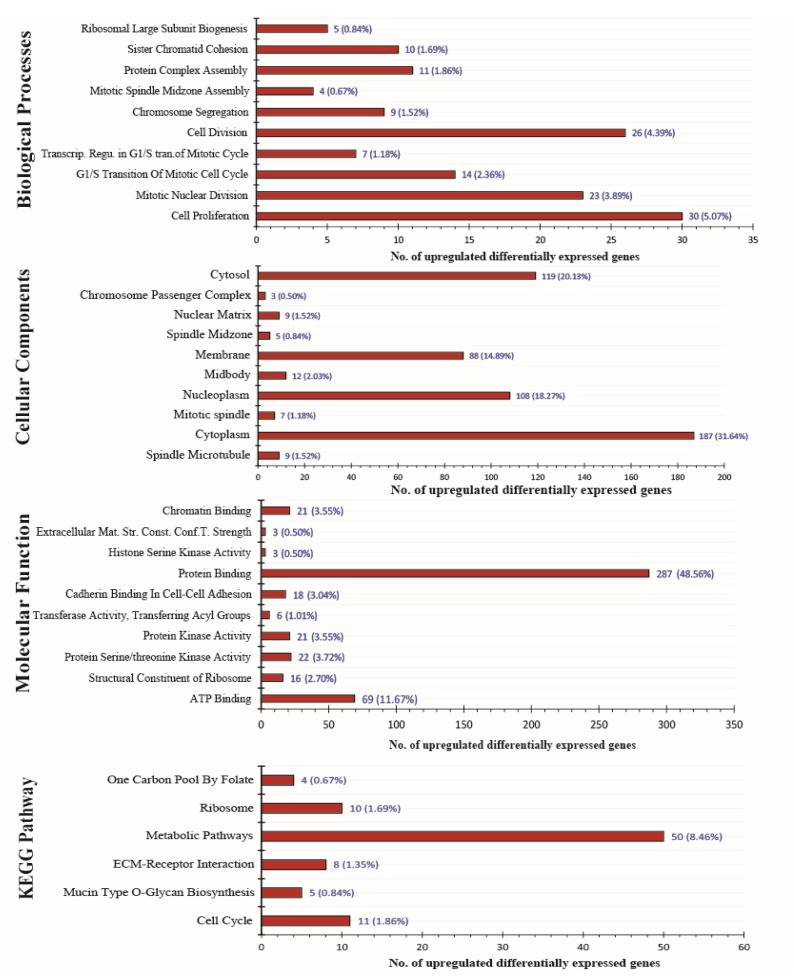 Biological Processes
Ribosomal Large Subunit Biogenesis 5 (0.84%)
Sister Chromatid Cohesion 10 (1.69%)
Protein Complex Assembly 11 (1.86%)
Mitotic Spindle Midzone Assembly 4 (0.67%)
Chromosome Segregation 9 (1.52%)
Cell Division 26 (4.39%)
Transcrip. Regu. in G1/S tran.of Mitotic Cycle 7 (1.18%)
G1/S Transition Of Mitotic Cell Cycle 14 (2.36%)
Mitotic Nuclear Division 23 (3.89%)
Cell Proliferation 30 (5.07%)
0 5 10 15 20 25 30 35
No. of upregulated differentially expressed genes
Cellular Components
Cytosol 119 (20.13%)
Chromosome Passenger Complex 3 (0.50%)
Nuclear Matrix 9 (1.52%)
Spindle Midzone 5 (0.84%)
Membrane 88 (14.89%)
Midbody 12 (2.03%)
Nucleoplasm 108 (18.27%)
Mitotic spindle 7 (1.18%)
Cytoplasm 187 (31.64%)
Spindle Microtubule 9 (1.52%)
0 20 40 60 80 100 120 140 160 180 200
No. of upregulated differentially expressed genes
Molecular Function
Chromatin Binding 21 (3.55%)
Extracellular Mat. Str. Const. Conf.T. Strength 3 (0.50%)
Histone Serine Kinase Activity 3 (0.50%)
Protein Binding 287 (48.56%)
Cadherin Binding In Cell-Cell Adhesion 18 (3.04%)
Transferase Activity, Transferring Acyl Groups 6 (1.01%)
Protein Kinase Activity 21 (3.55%)
Protein Serine/threonine Kinase Activity 22 (3.72%)
Structural Constituent of Ribosome 16 (2.70%)
ATP Binding 69 (11.67%)
0 50 100 150 200 250 300 350
No. of upregulated differentially expressed genes
KEGG Pathway
One Carbon Pool By Folate 4 (0.67%)
Ribosome 10 (1.69%)
Metabolic Pathways 50 (8.46%)
ECM-Receptor Interaction 8 (1.35%)
Mucin Type O-Glycan Biosynthesis 5 (0.84%)
Cell Cycle 11 (1.86%)
0 10 20 30 40 50 60
No. of upregulated differentially expressed genes